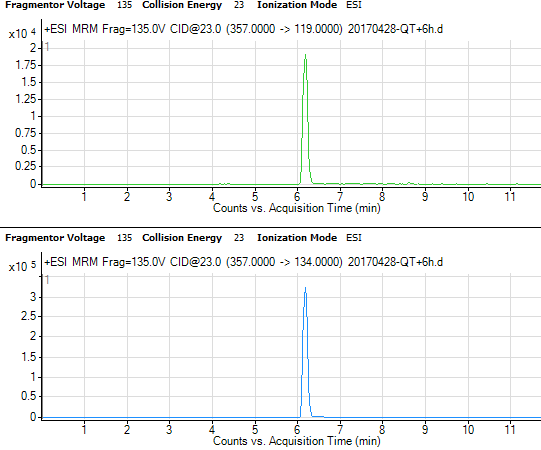 Fragmentor Voltage 135 Collision Energy 23 Ionization Mode ESI
x10 4 +ESI MRM Frag=135.0V CID@23.0 (357.0000 -> 119.0000) 20170428-QT+6h.d
2 1
1.75
1.5
1.25
1
0.75
0.5
0.25
0
1 2 3 4 5 6 7 8 9 10 11
Counts vs. Acquisition Time (min)
Fragmentor Voltage 135 Collision Energy 23 Ionization Mode ESI
x10 5 +ESI MRM Frag=135.0V CID@23.0 (357.0000 -> 134.0000) 20170428-QT+6h.d
1
3
2.5
2
1.5
1
0.5
0
1 2 3 4 5 6 7 8 9 10 11
Counts vs. Acquisition Time (min)